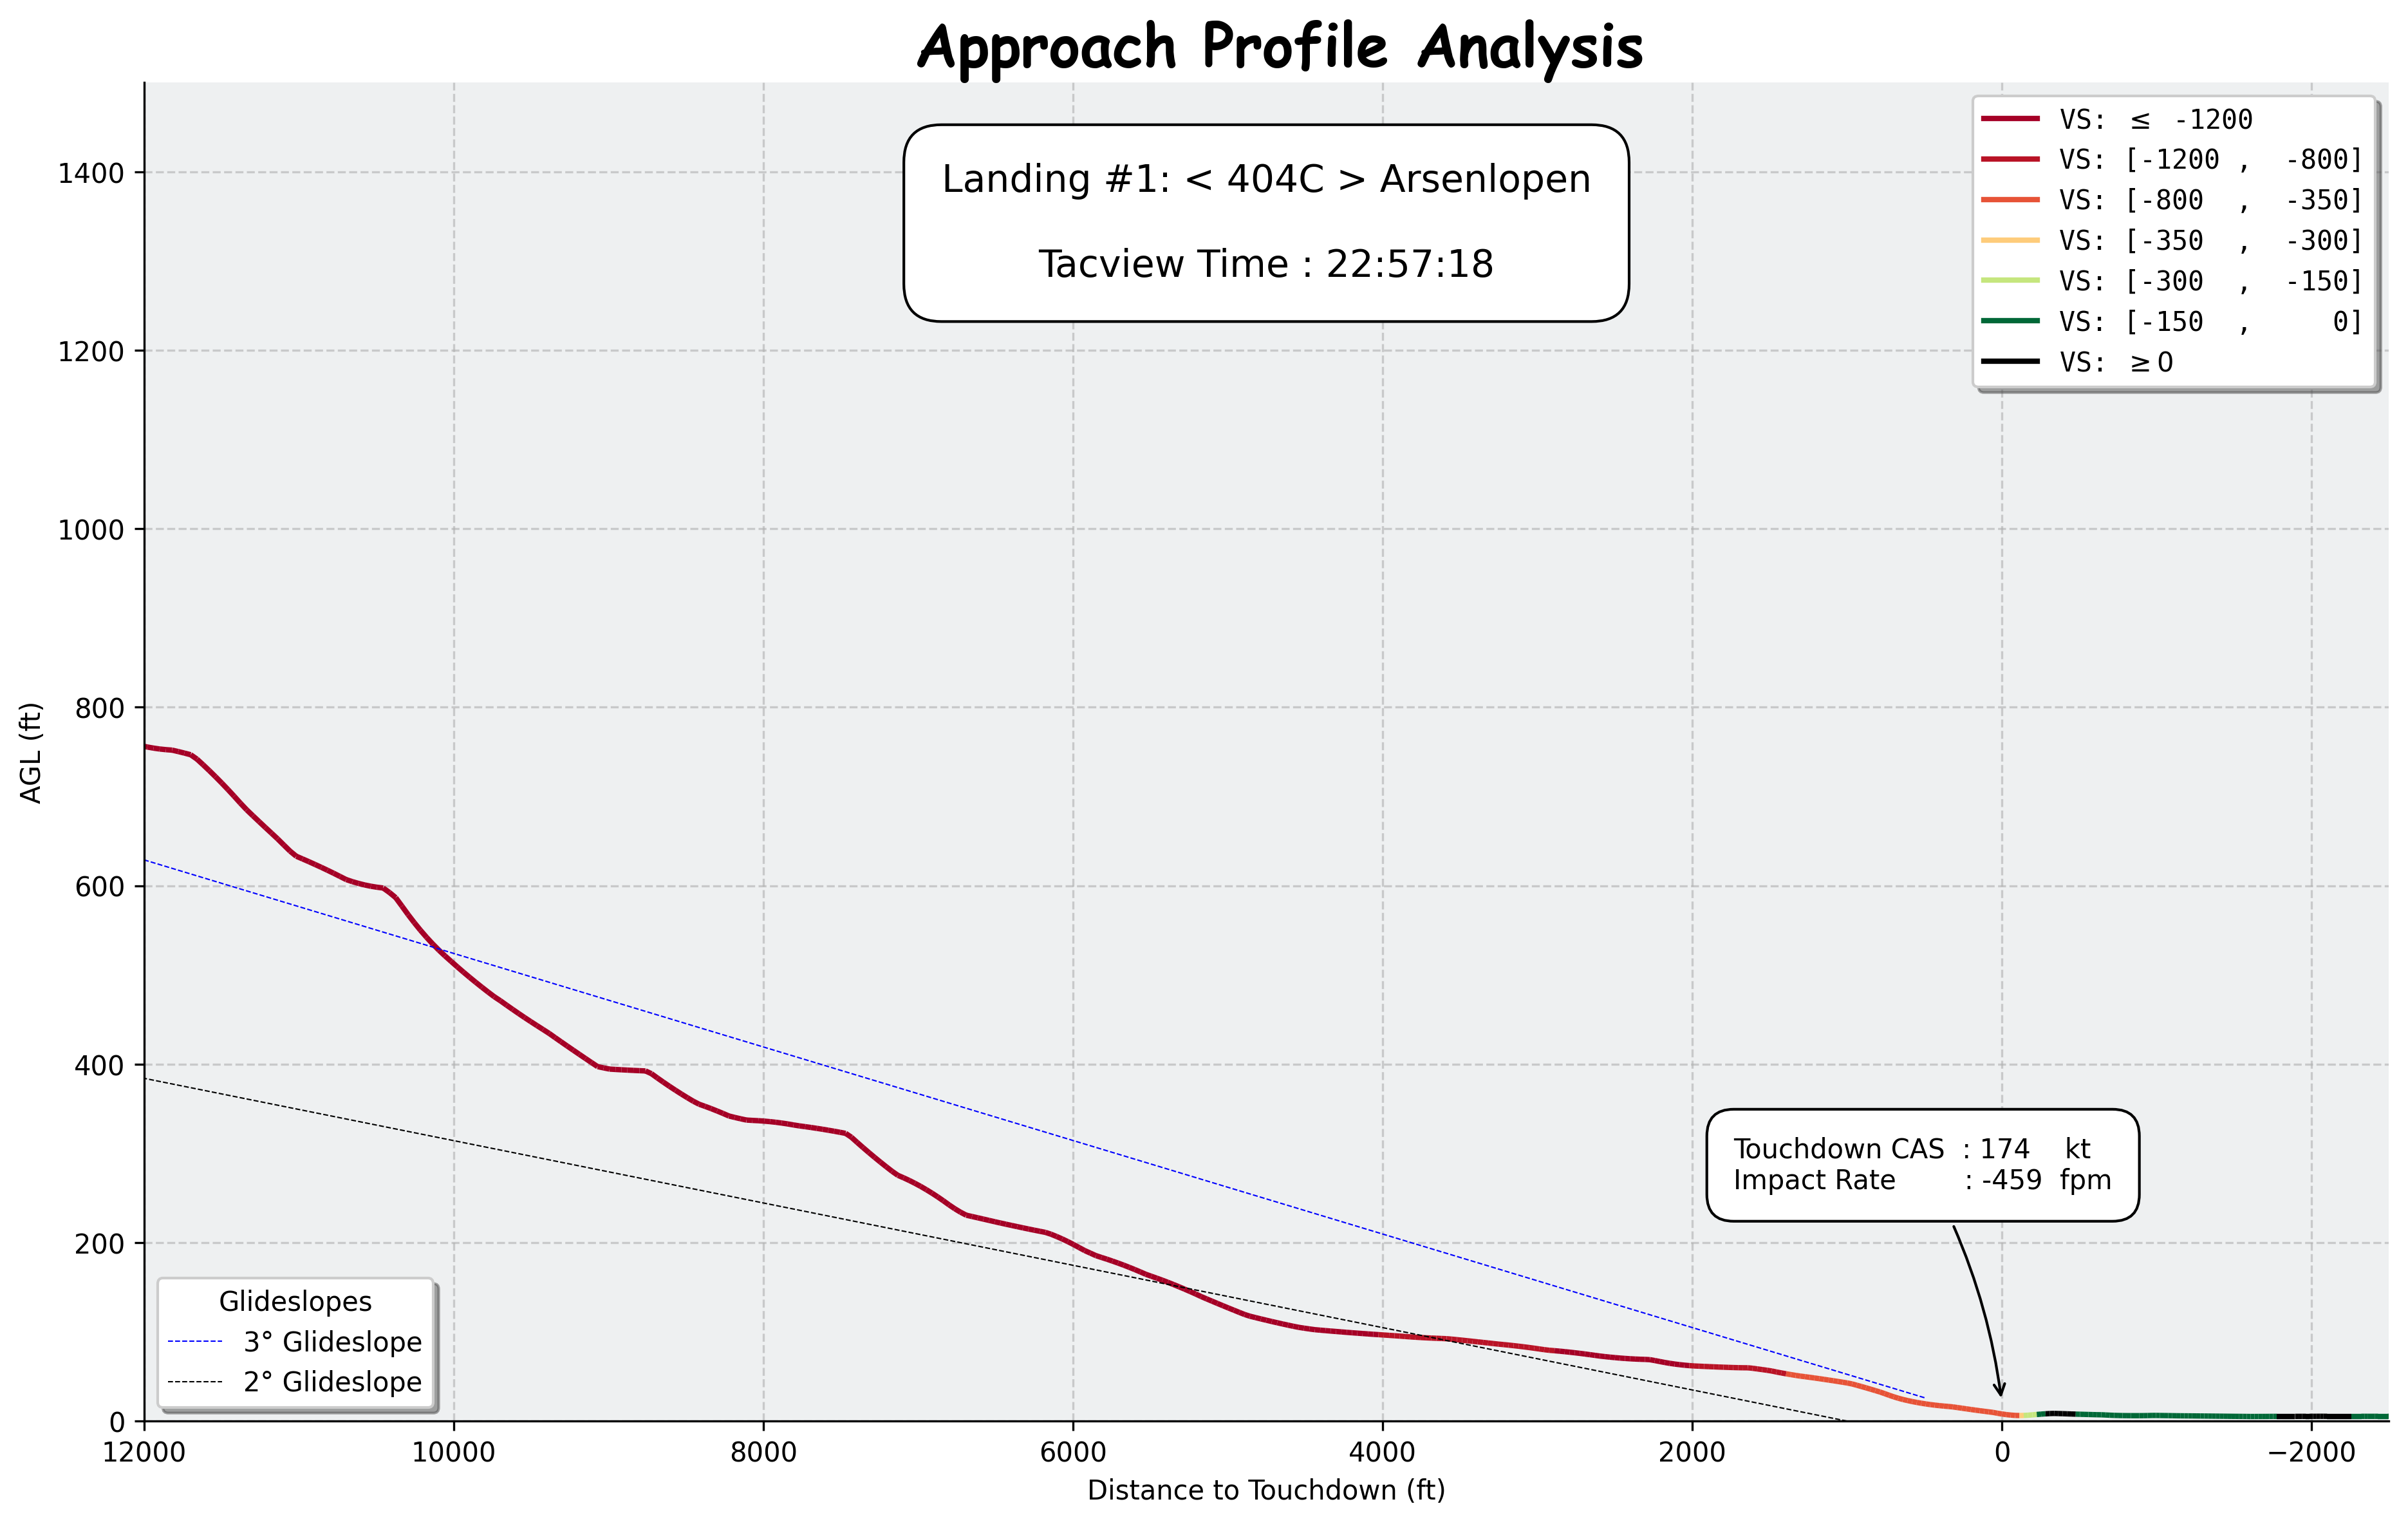 Approach Profile Analysis
Landing #1: < 404C > Arsenlopen
Tacview Time : 22:57:18
VS: ≤ -1200
VS: [-1200 , -800]
VS: [-800 , -350]
VS: [-350 , -300]
VS: [-300 , -150]
VS: [-150 , 0]
VS: ≥0
1400
1200
1000
800
600
400
200
0
AGL (ft)
Touchdown CAS : 174 kt
Impact Rate : -459 fpm
Glideslopes
3° Glideslope
2° Glideslope
12000 10000 8000 6000 4000 2000 0 −2000
Distance to Touchdown (ft)